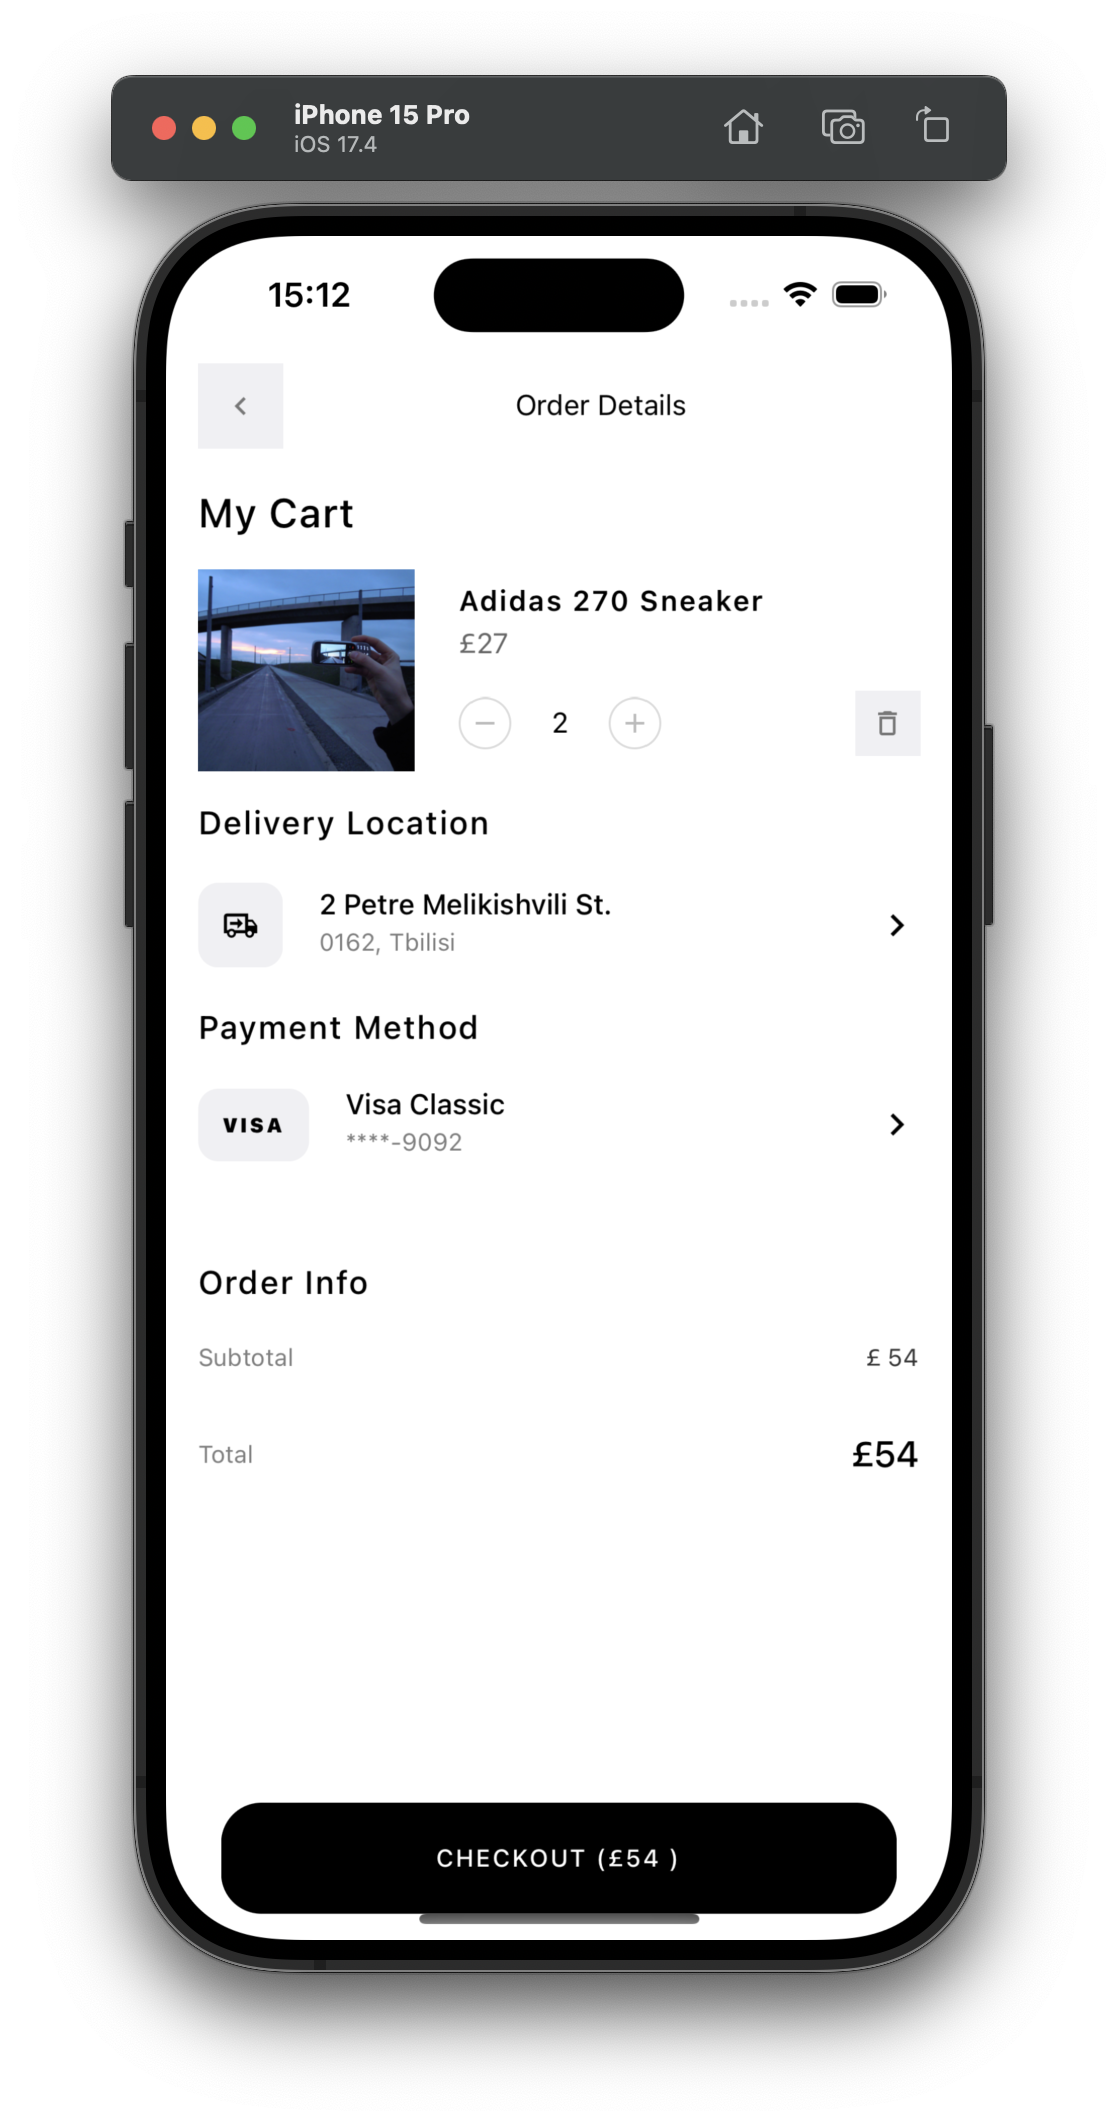 iPhone 15 Pro
iOS 17.4
15:12
Order Details
My Cart
Adidas 270 Sneaker
£27
2
Delivery Location
2 Petre Melikishvili St.
0162, Tbilisi
Payment Method
VISA
Visa Classic
****-9092
Order Info
Subtotal
£ 54
Total
£54
CHECKOUT (£54 )